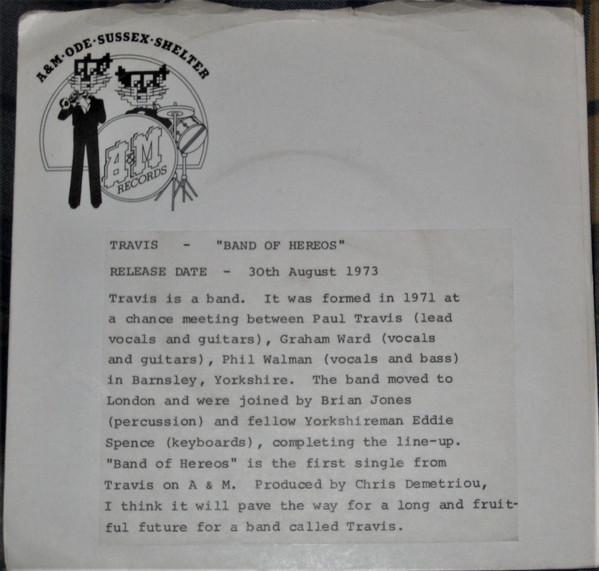 A&M·ODE·SUSSEX·SHELTER
A&M
RECORDS
TRAVIS - "BAND OF HEREOS"
RELEASE DATE - 30th August 1973
Travis is a band. It was formed in 1971 at
a chance meeting between Paul Travis (lead
vocals and guitars), Graham Ward (vocals
and guitars), Phil Walman (vocals and bass)
in Barnsley, Yorkshire. The band moved to
London and were joined by Brian Jones
(percussion) and fellow Yorkshireman Eddie
Spence (keyboards), completing the line-up.
"Band of Hereos" is the first single from
Travis on A & M. Produced by Chris Demetriou,
I think it will pave the way for a long and fruit-
ful future for a band called Travis.